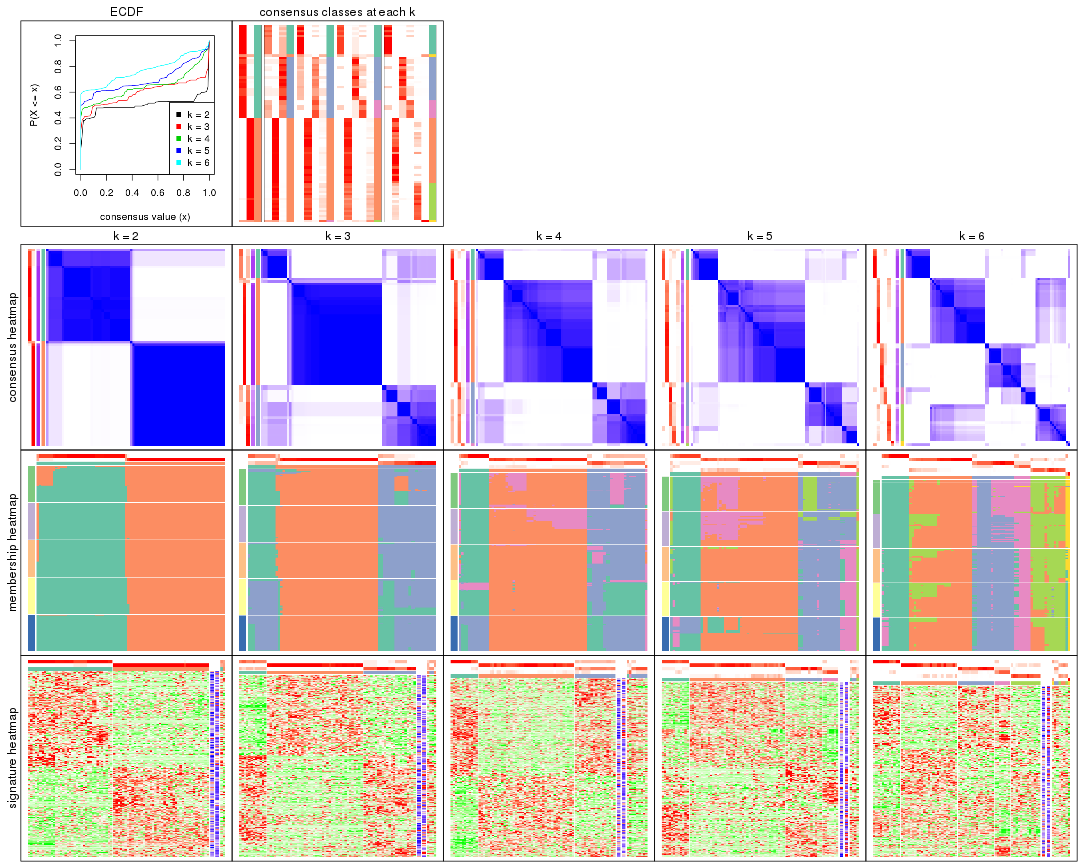 ECDF
consensus classes at each k
P(X <= x)
1.0
0.8
0.6
0.4
0.2
0.0
k = 2
k = 3
k = 4
k = 5
k = 6
0.0 0.2 0.4 0.6 0.8 1.0
consensus value (x)
k = 2 k = 3 k = 4 k = 5 k = 6
consensus heatmap
membership heatmap
signature heatmap